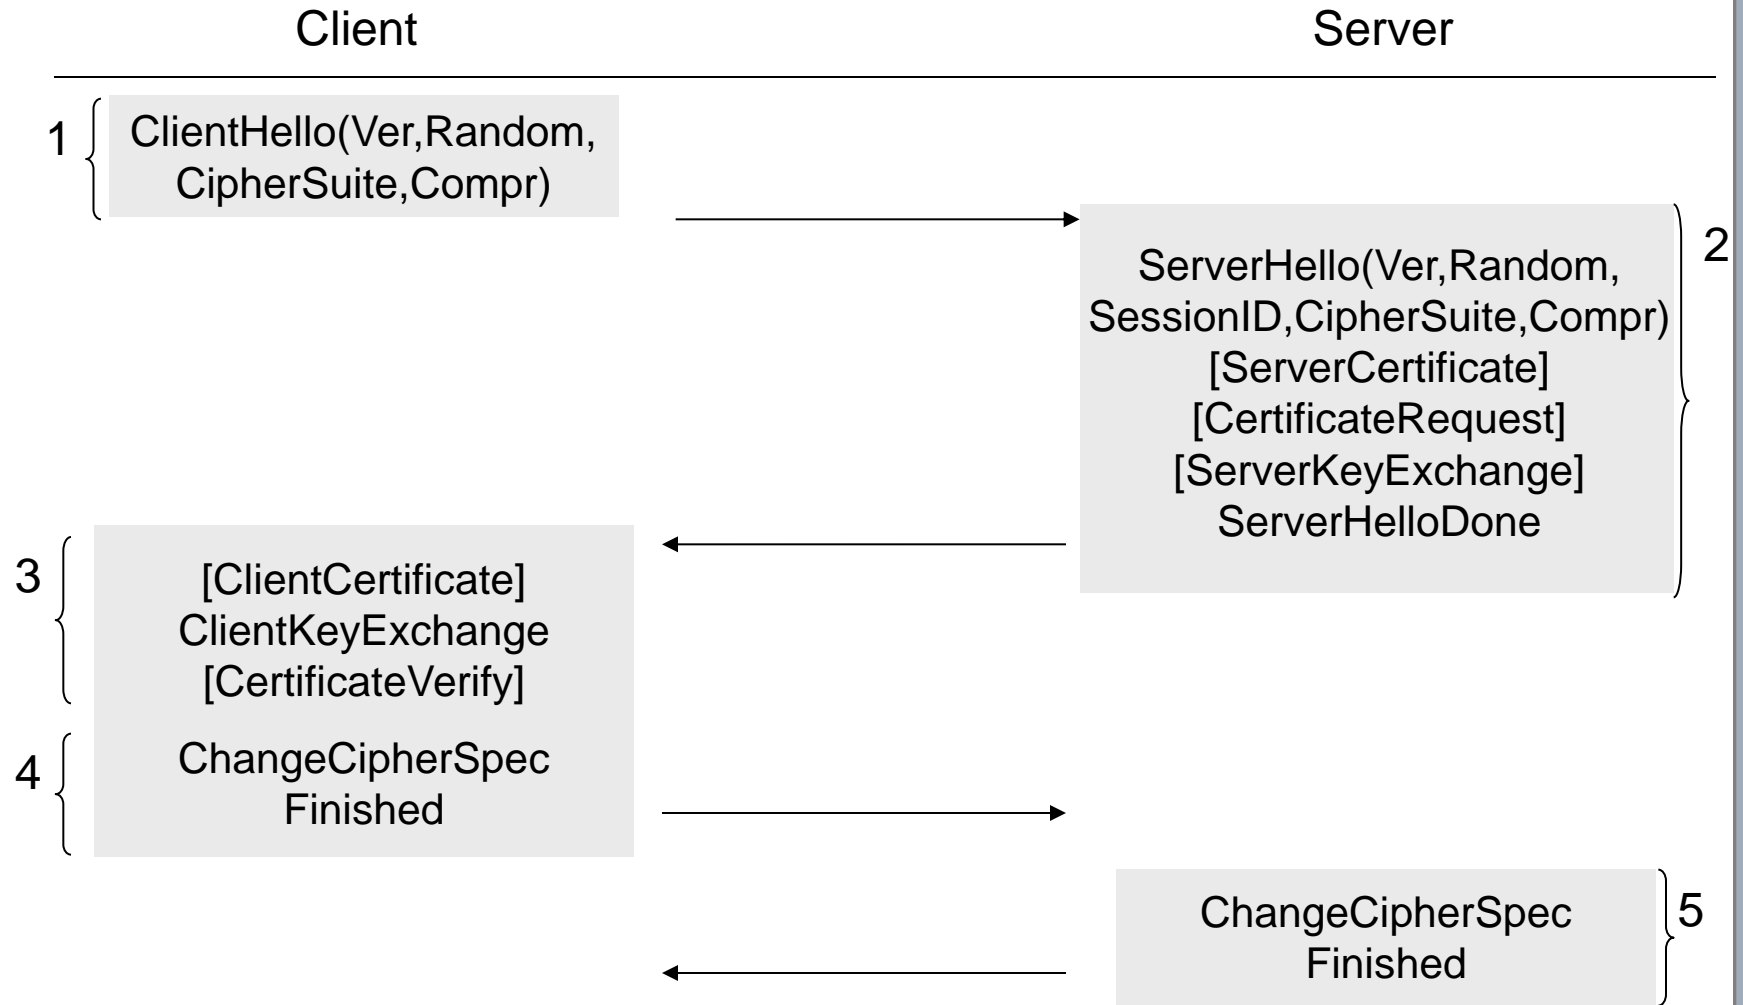 Client
Server
1
ClientHello(Ver,Random,
CipherSuite,Compr)
2
ServerHello(Ver,Random,
SessionID,CipherSuite,Compr)
[ServerCertificate]
[CertificateRequest]
[ServerKeyExchange]
ServerHelloDone
3
[ClientCertificate]
ClientKeyExchange
[CertificateVerify]
4
ChangeCipherSpec
Finished
5
ChangeCipherSpec
Finished